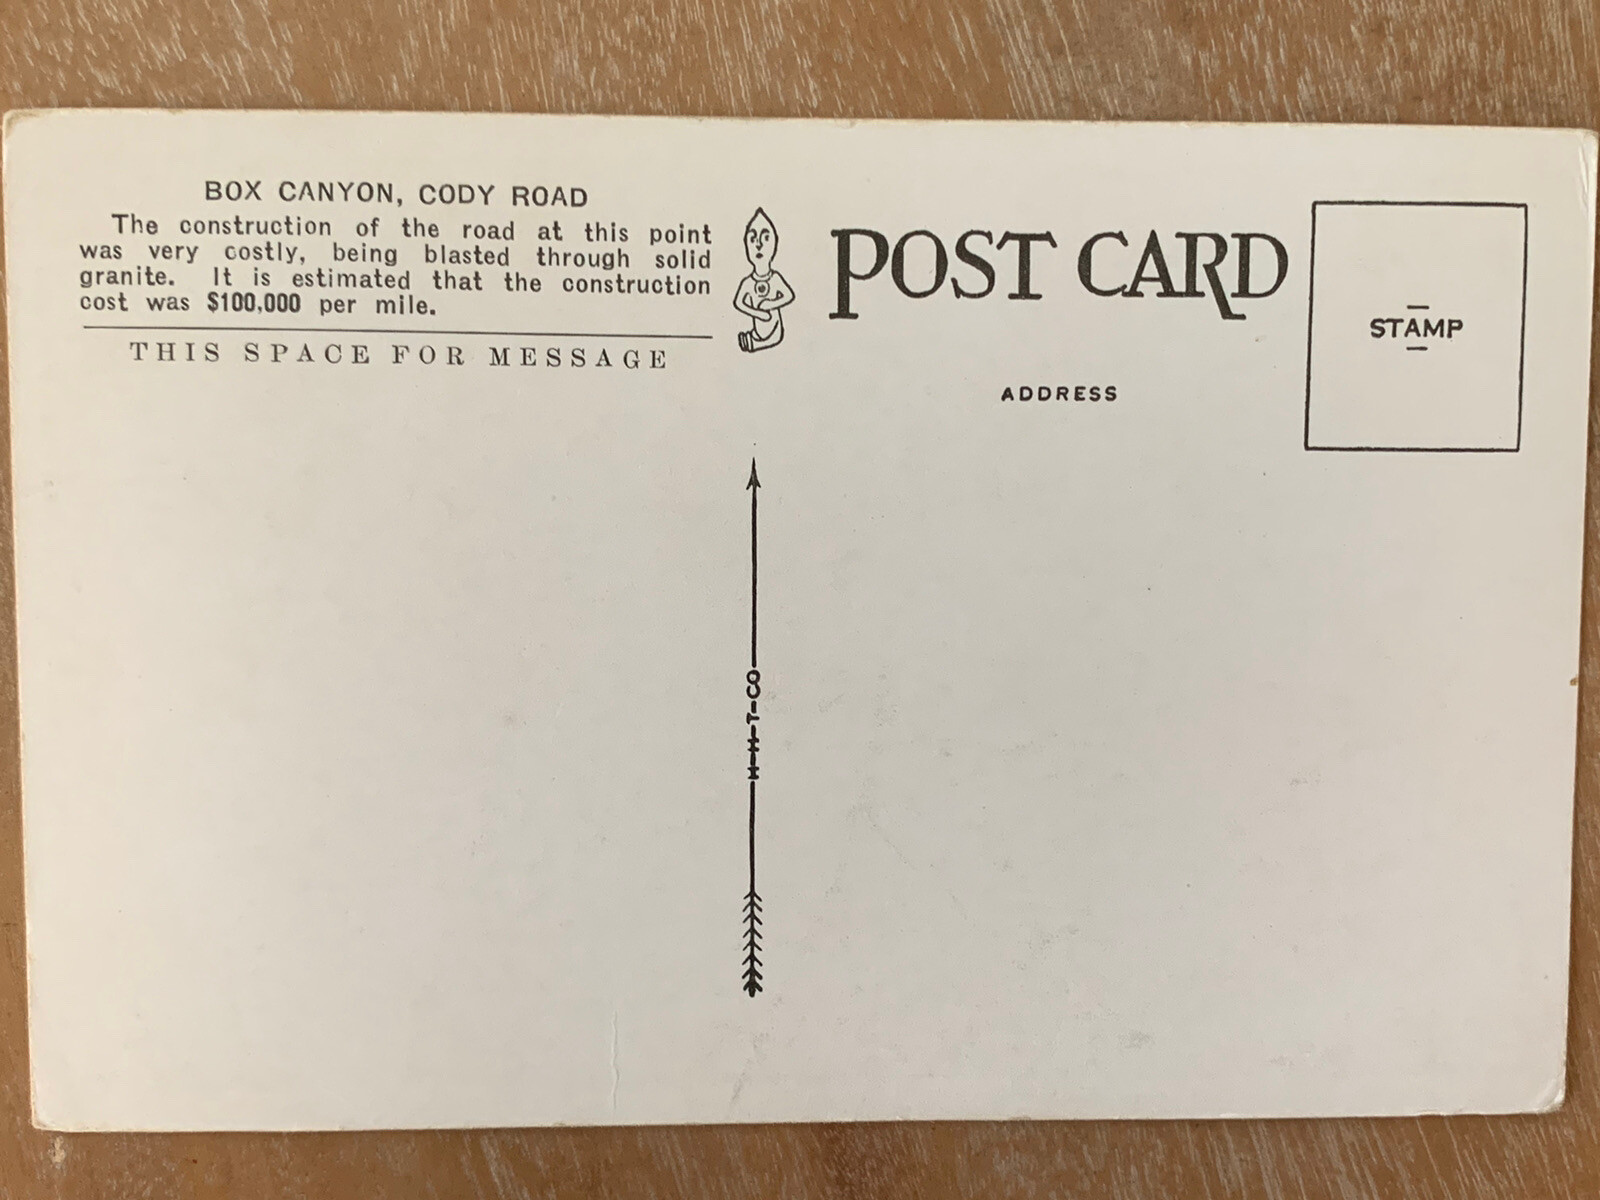 BOX CANYON, CODY ROAD
The construction of the road at this point
was very costly, being blasted through solid
granite. It is estimated that the construction
cost was $100,000 per mile.
THIS SPACE FOR MESSAGE
POST CARD
ADDRESS
STAMP
H-H-T-CO